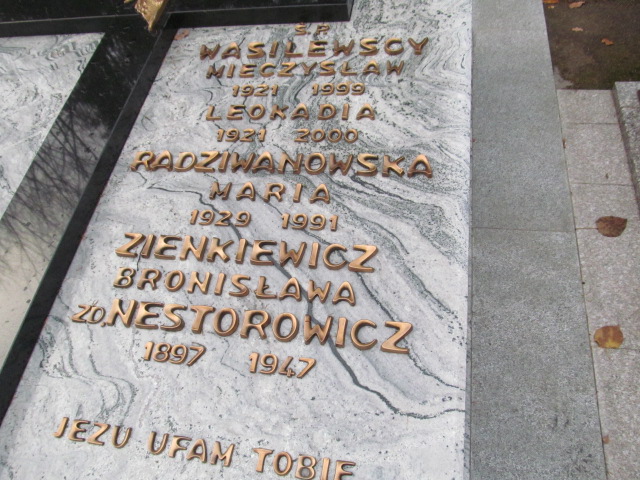 Ś.P.
WASILEWSCY
MIECZYSŁAW
1921 1999
LEOKADIA
1921 2000
RADZIWANOWSKA
MARIA
1929 1991
ZIENKIEWICZ
BRONISŁAWA
ZD. NESTOROWICZ
1897 1947
JEZU UFAM TOBIE